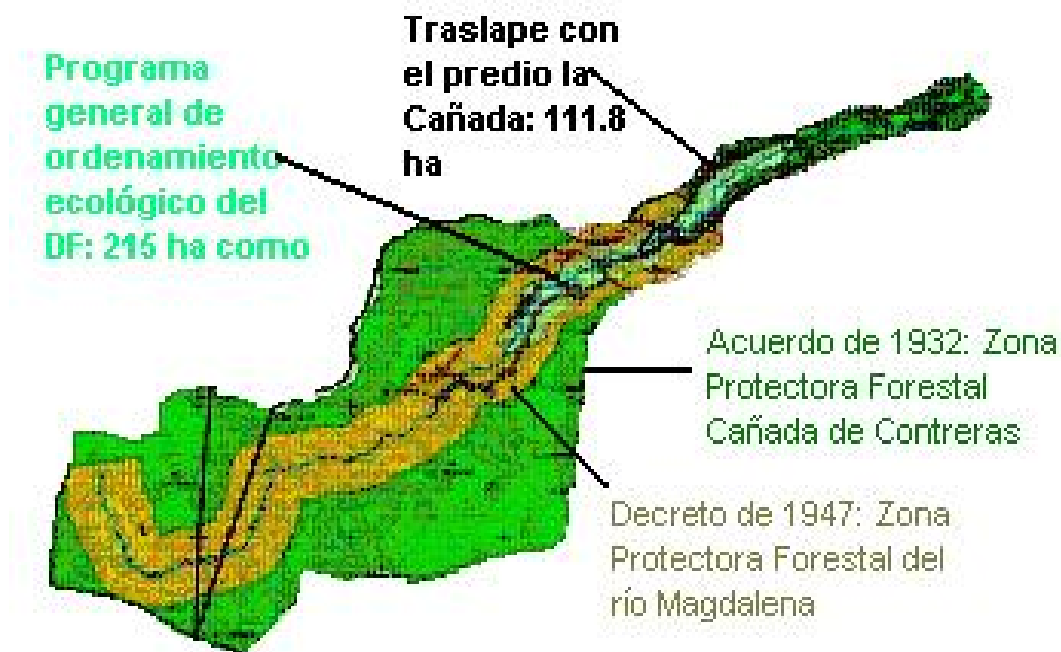 Traslape con
el predio la
Cañada: 111.8
ha
Programa
general de
ordenamiento
ecológico del
DF: 215 ha como
Acuerdo de 1932: Zona
Protectora Forestal
Cañada de Contreras
Decreto de 1947: Zona
Protectora Forestal del
río Magdalena